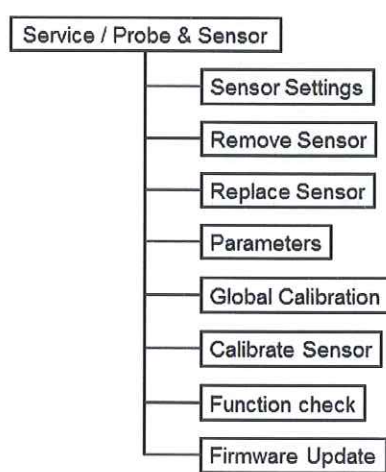 Service / Probe & Sensor
Sensor Settings
Remove Sensor
Replace Sensor
Parameters
Global Calibration
Calibrate Sensor
Function check
Firmware Update